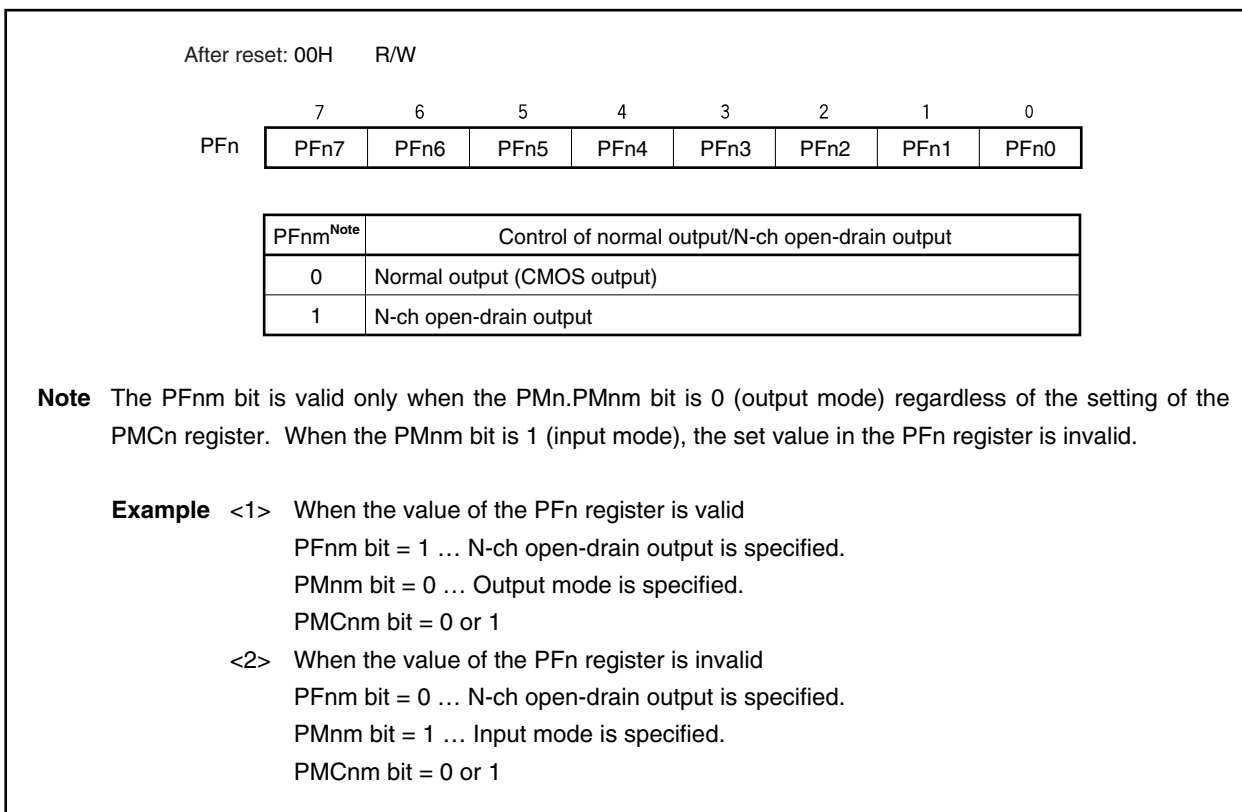 After reset: 00H R/W
7 6 5 4 3 2 1 0
PFn PFn7 PFn6 PFn5 PFn4 PFn3 PFn2 PFn1 PFn0
PFnmNote Control of normal output/N-ch open-drain output
0 Normal output (CMOS output)
1 N-ch open-drain output
Note The PFnm bit is valid only when the PMn.PMnm bit is 0 (output mode) regardless of the setting of the
PMCn register. When the PMnm bit is 1 (input mode), the set value in the PFn register is invalid.
Example <1> When the value of the PFn register is valid
PFnm bit = 1 … N-ch open-drain output is specified.
PMnm bit = 0 … Output mode is specified.
PMCnm bit = 0 or 1
<2> When the value of the PFn register is invalid
PFnm bit = 0 … N-ch open-drain output is specified.
PMnm bit = 1 … Input mode is specified.
PMCnm bit = 0 or 1